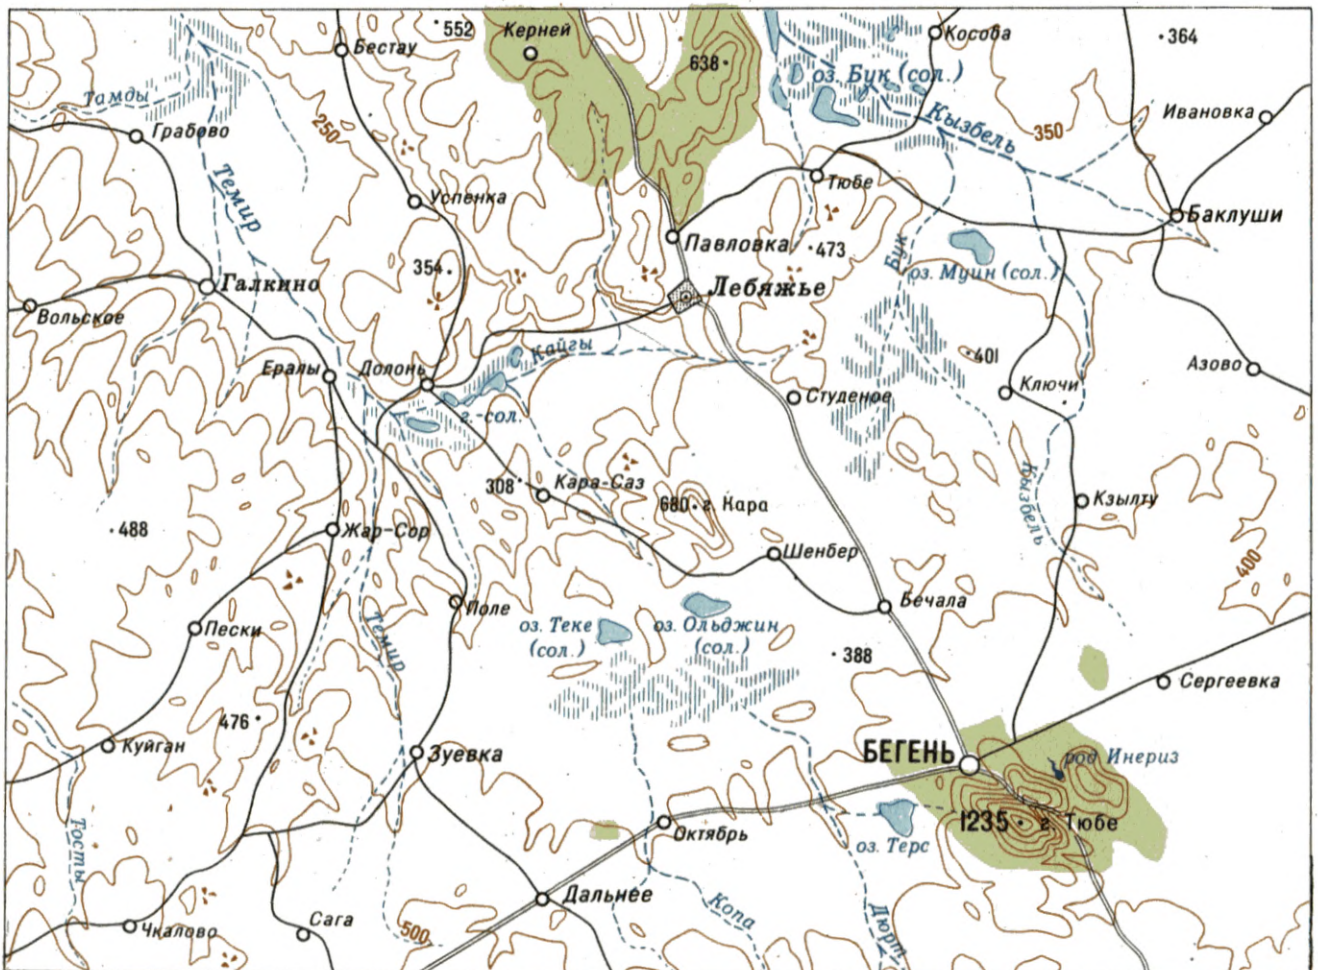 552
Керней
Бестау
638
Кособа
364
оз. Бук (сол.)
Тамды
Грабово
250
Кызбель
350
Ивановка
Темир
Успенка
Тюбе
Баклуши
Павловка
473
Бук
оз. Муин (сол.)
354
Галкино
Лебяжье
Вольское
Кайгы
401
Ералы
Долонь
Азово
Ключи
Студеное
г.-сол.
308
Кара-Саз
680
г. Кара
Кзылту
Кызбель
488
Жар-Сор
Шенбер
400
Поле
Бечала
Пески
Темир
оз. Теке
(сол.)
оз. Ольджин
(сол.)
388
Сергеевка
476
Куйган
Зуевка
БЕГЕНЬ
род Инериз
Тосты
Октябрь
1235
г. Тюбе
оз. Терс
Дальнее
Копа
Дюрт
Чкалово
Сага
500